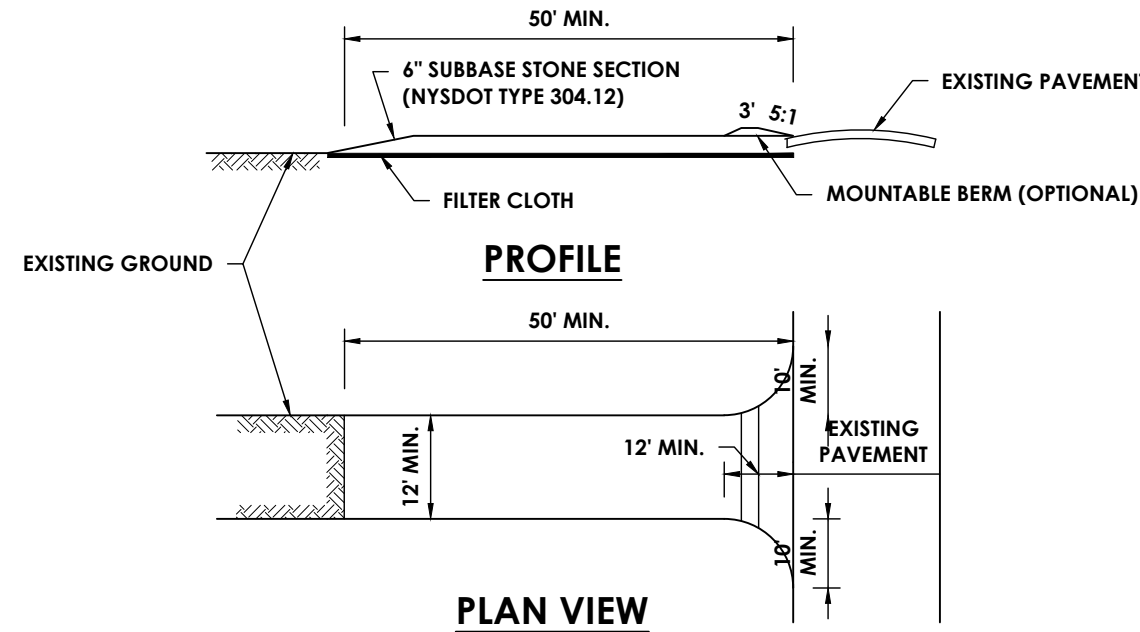 50' MIN.
6" SUBBASE STONE SECTION
(NYSDOT TYPE 304.12)
EXISTING PAVEMENT
3' 5:1
FILTER CLOTH
MOUNTABLE BERM (OPTIONAL)
PROFILE
EXISTING GROUND
50' MIN.
10'
MIN.
12' MIN.
12' MIN.
EXISTING
PAVEMENT
10'
MIN.
PLAN VIEW